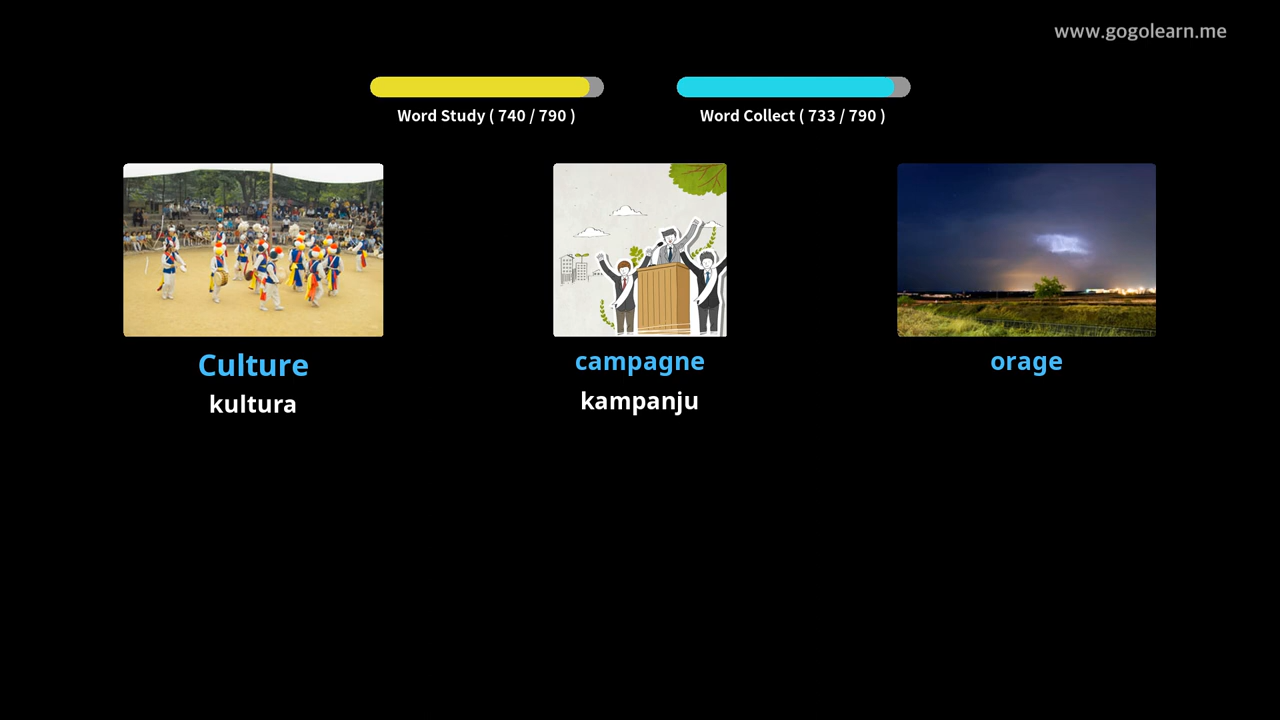 www.gogolearn.me
Word Study ( 740 / 790 )
Word Collect ( 733 / 790 )
Culture
kultura
campagne
kampanju
orage